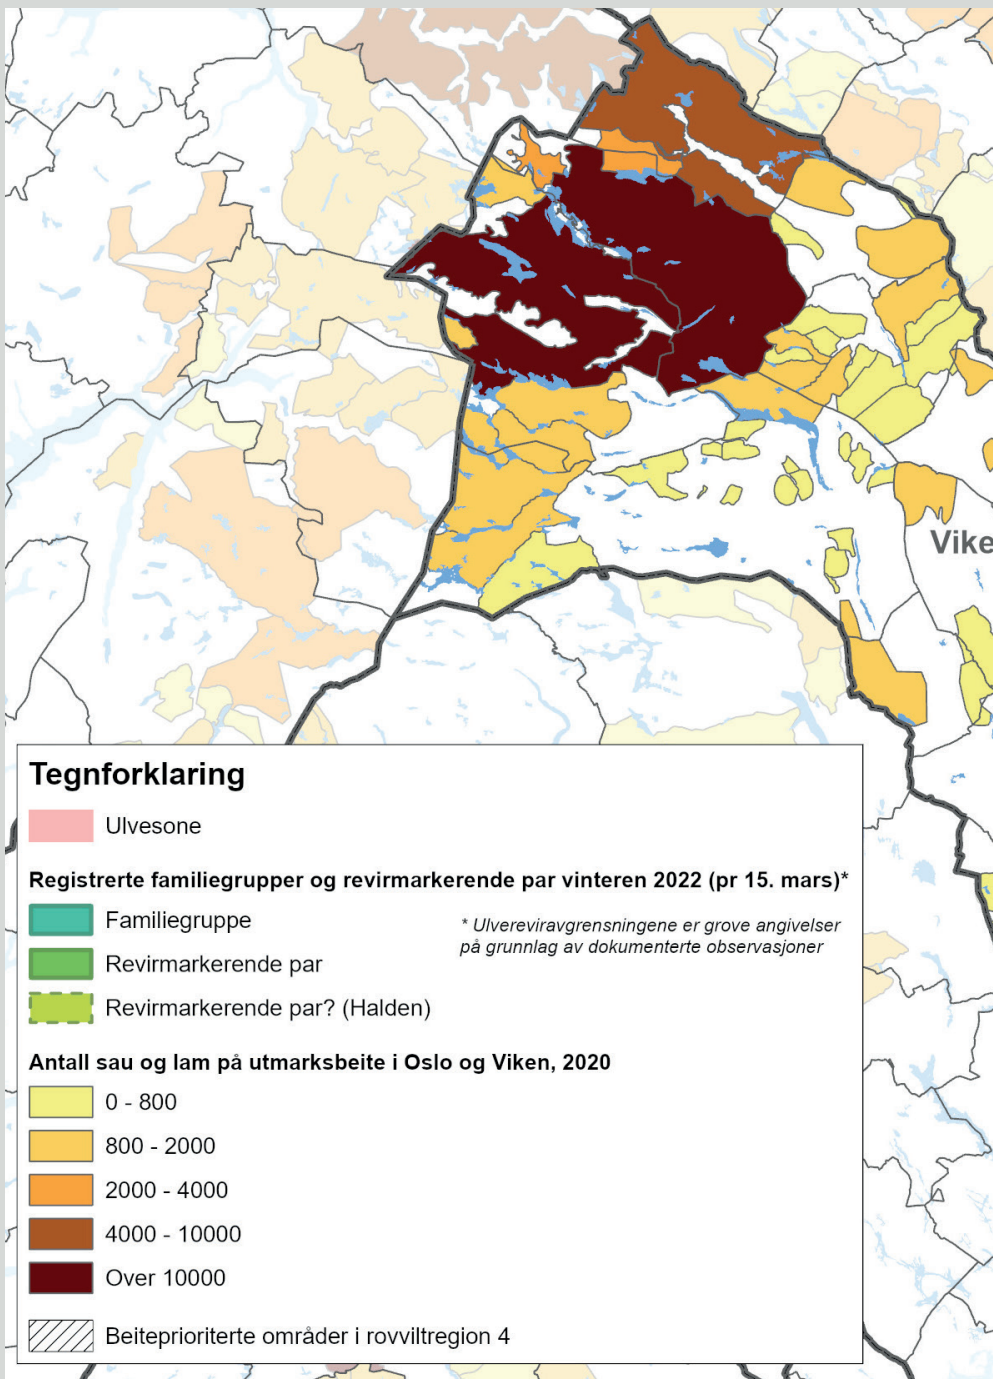 Vike
Tegnforklaring
Ulvesone
Registrerte familiegrupper og revirmarkerende par vinteren 2022 (pr 15. mars)*
Familiegruppe
* Ulvereviravgrensningene er grove angivelser
på grunnlag av dokumenterte observasjoner
Revirmarkerende par
Revirmarkerende par? (Halden)
Antall sau og lam på utmarksbeite i Oslo og Viken, 2020
0 - 800
800 - 2000
2000 - 4000
4000 - 10000
Over 10000
Beiteprioriterte områder i rovviltregion 4